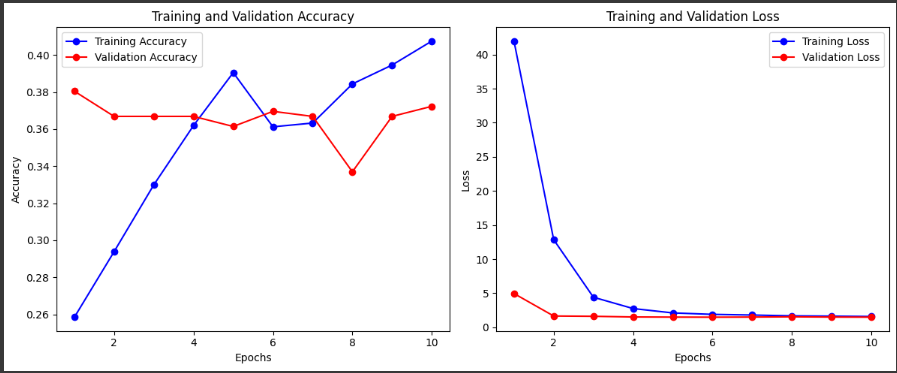 Training and Validation Accuracy
Training Accuracy
Validation Accuracy
0.40
0.38
0.36
0.34
0.32
0.30
0.28
0.26
Accuracy
2
4
6
8
10
Epochs
Training and Validation Loss
Training Loss
Validation Loss
40
35
30
25
20
15
10
5
0
Loss
2
4
6
8
10
Epochs